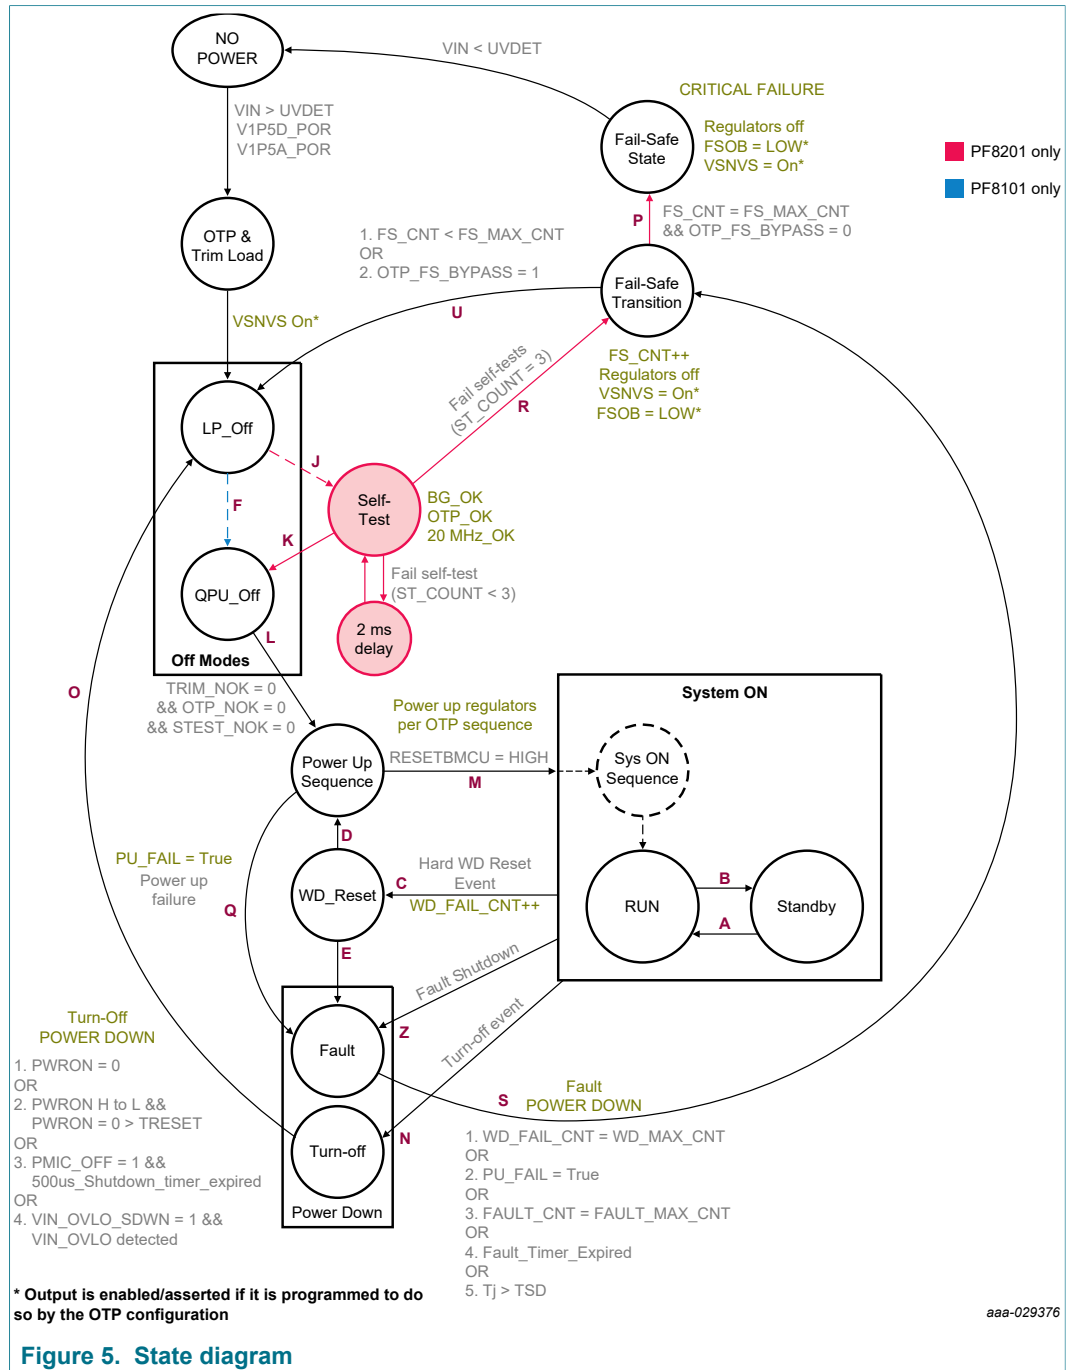 NO
POWER
VIN < UVDET
VIN > UVDET
V1P5D_POR
V1P5A_POR
CRITICAL FAILURE
Fail-Safe
State
Regulators off
FSOB = LOW*
VSNVS = On*
PF8201 only
PF8101 only
P
FS_CNT = FS_MAX_CNT
&& OTP_FS_BYPASS = 0
OTP &
Trim Load
1. FS_CNT < FS_MAX_CNT
OR
2. OTP_FS_BYPASS = 1
Fail-Safe
Transition
U
VSNVS On*
FS_CNT++
Regulators off
VSNVS = On*
FSOB = LOW*
Fail self-tests
(ST_COUNT = 3)
R
LP_Off
J
F
Self-
Test
BG_OK
OTP_OK
20 MHz_OK
K
Fail self-test
(ST_COUNT < 3)
QPU_Off
2 ms
delay
L
Off Modes
O
TRIM_NOK = 0
&& OTP_NOK = 0
&& STEST_NOK = 0
Power up regulators
per OTP sequence
System ON
Power Up
Sequence
RESETBMCU = HIGH
M
Sys ON
Sequence
D
PU_FAIL = True
Power up
failure
Q
WD_Reset
C
Hard WD Reset
Event
WD_FAIL_CNT++
RUN
B
A
Standby
E
Fault Shutdown
Z
Turn-off event
Fault
Turn-Off
POWER DOWN
1. PWRON = 0
OR
2. PWRON H to L &&
PWRON = 0 > TRESET
OR
3. PMIC_OFF = 1 &&
500us_Shutdown_timer_expired
OR
4. VIN_OVLO_SDWN = 1 &&
VIN_OVLO detected
S
Fault
POWER DOWN
N
Turn-off
Power Down
1. WD_FAIL_CNT = WD_MAX_CNT
OR
2. PU_FAIL = True
OR
3. FAULT_CNT = FAULT_MAX_CNT
OR
4. Fault_Timer_Expired
OR
5. Tj > TSD
* Output is enabled/asserted if it is programmed to do
so by the OTP configuration
aaa-029376
Figure 5. State diagram